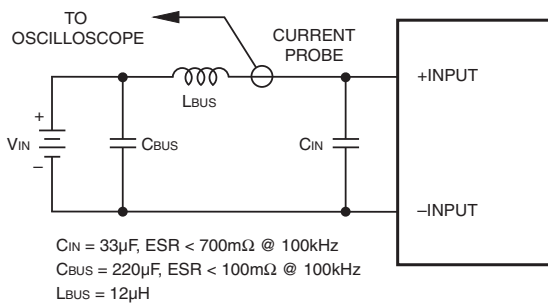 TO
OSCILLOSCOPE
CURRENT
PROBE
+INPUT
LBUS
+
VIN
–
CBUS
CIN
–INPUT
CIN = 33µF, ESR < 700mΩ @ 100kHz
CBUS = 220µF, ESR < 100mΩ @ 100kHz
LBUS = 12µH